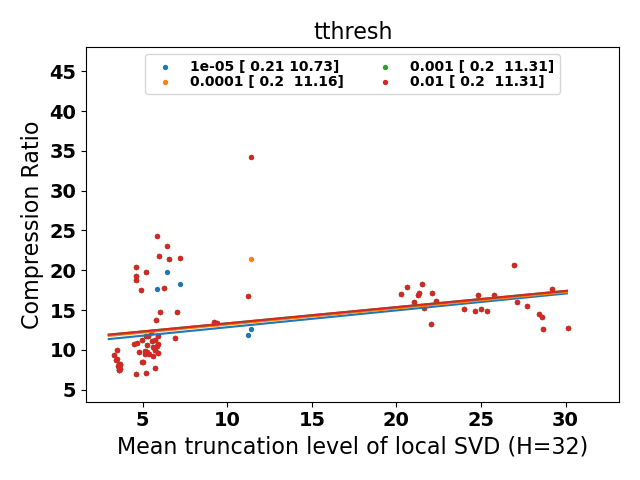 tthresh
1e-05 [ 0.21 10.73]
0.0001 [ 0.2  11.16]
0.001 [ 0.2  11.31]
0.01 [ 0.2  11.31]
Compression Ratio
45
40
35
30
25
20
15
10
5
5 10 15 20 25 30
Mean truncation level of local SVD (H=32)